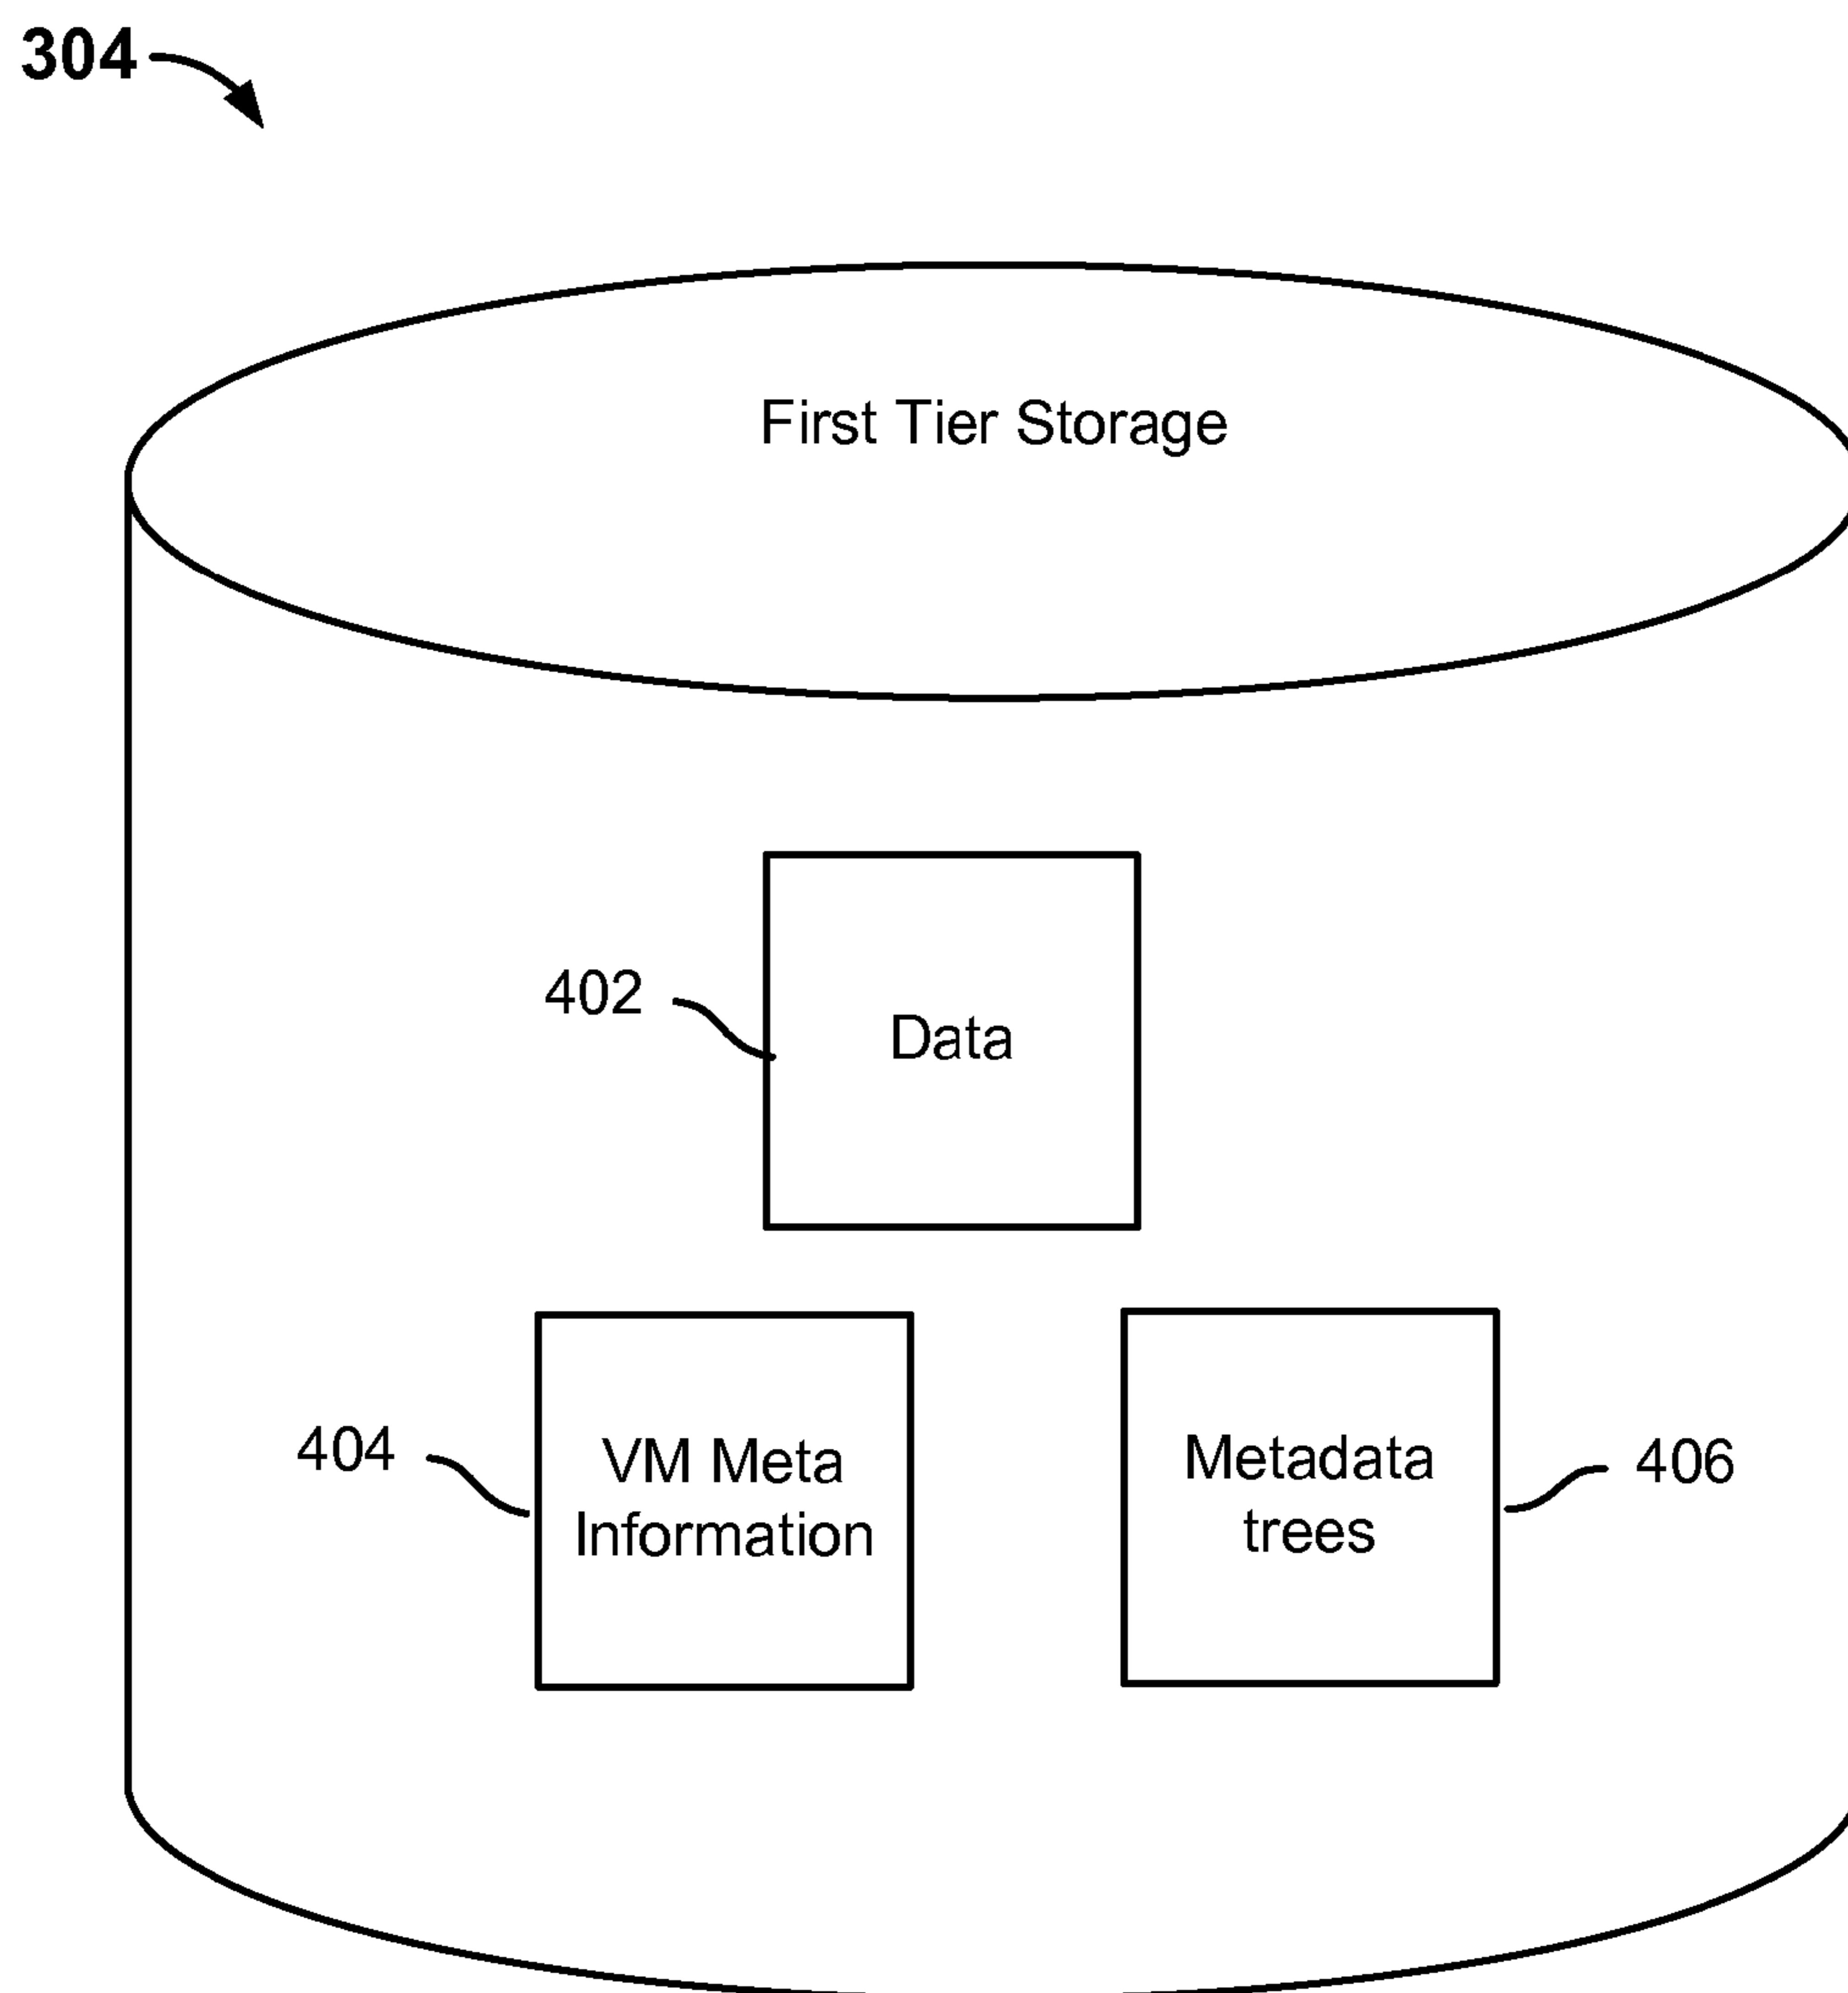 304
First Tier Storage
402
Data
404
VM Meta
Information
Metadata
trees
406